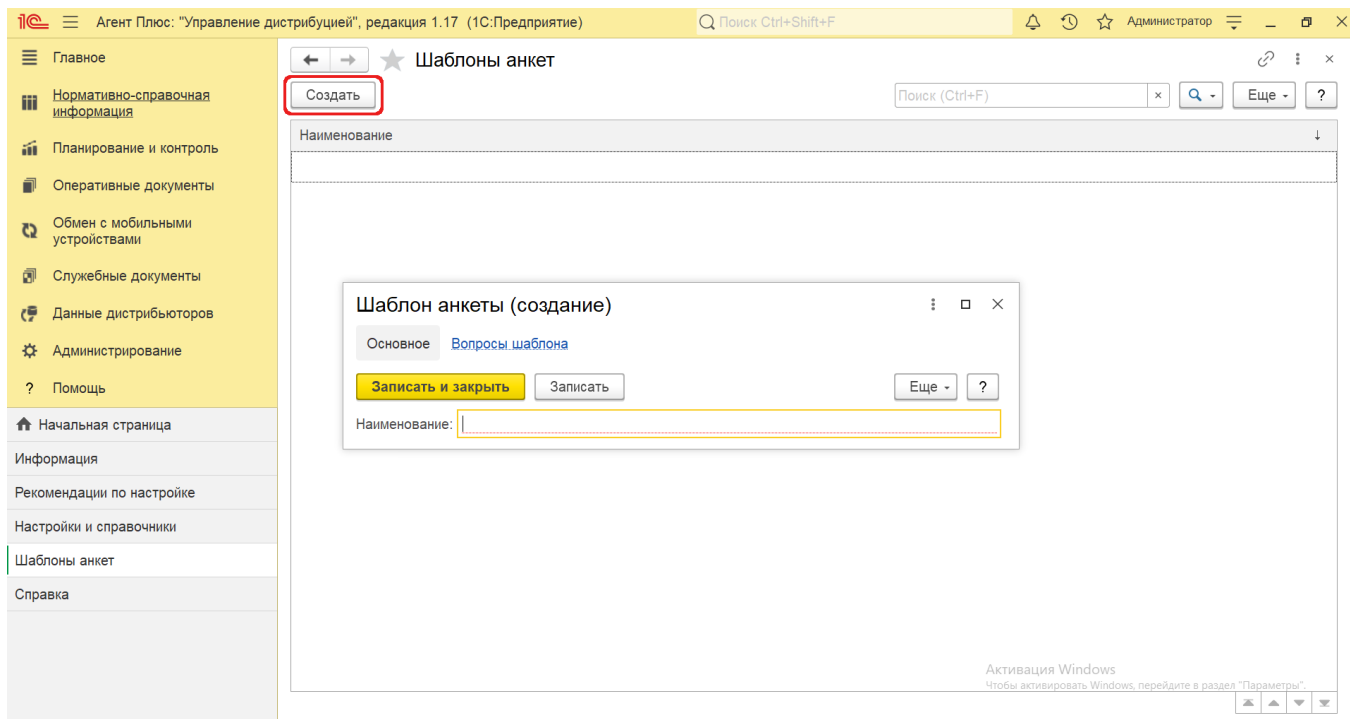 1С Агент Плюс: "Управление дистрибуцией", редакция 1.17 (1С:Предприятие) Поиск Ctrl+Shift+F Администратор
Главное
Нормативно-справочная
информация
Планирование и контроль
Оперативные документы
Обмен с мобильными
устройствами
Служебные документы
Данные дистрибьюторов
Администрирование
? Помощь
Начальная страница
Информация
Рекомендации по настройке
Настройки и справочники
Шаблоны анкет
Справка
Шаблоны анкет
Создать Поиск (Ctrl+F) × Еще ?
Наименование ↓
Шаблон анкеты (создание)
Основное Вопросы шаблона
Записать и закрыть Записать Еще ?
Наименование:
Активация Windows
Чтобы активировать Windows, перейдите в раздел "Параметры".